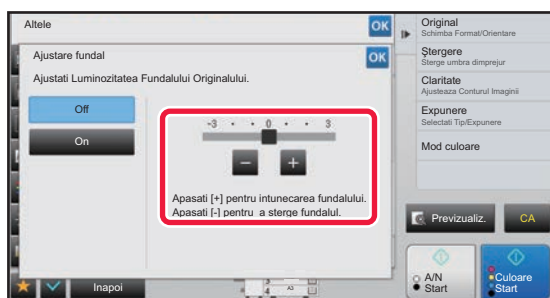 Altele
OK
Ajustare fundal
OK
Ajustati Luminozitatea Fundalului Originalului.
Off
On
-3 0 3
Apasati [+] pentru intunecarea fundalului.
Apasati [-] pentru a sterge fundalul.
Inapoi
4 A3
Original
Schimba Format/Orientare
Ştergere
Sterge umbra dimprejur
Claritate
Ajusteaza Conturul Imaginii
Expunere
Selectati Tip/Expunere
Mod culoare
Previzualiz.
CA
A/N
Start
Culoare
Start